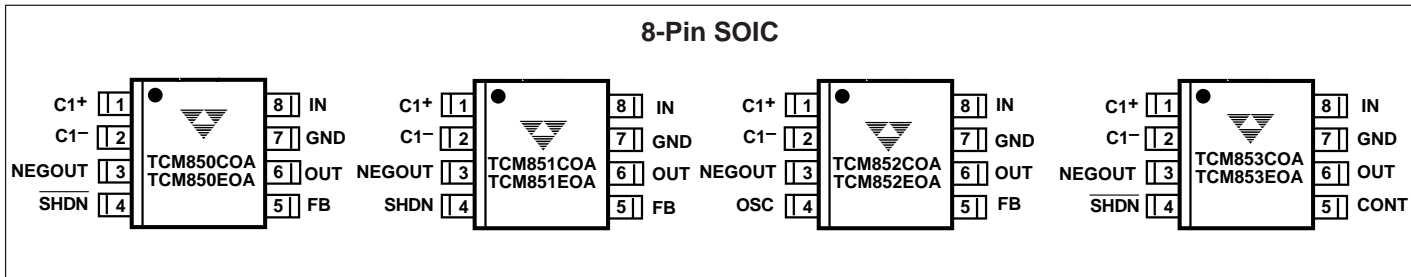 8-Pin SOIC
C1+ 1 8 IN
C1– 2 7 GND
NEGOUT 3 6 OUT
SHDN 4 5 FB
TCM850COA
TCM850EOA
C1+ 1 8 IN
C1– 2 7 GND
NEGOUT 3 6 OUT
SHDN 4 5 FB
TCM851COA
TCM851EOA
C1+ 1 8 IN
C1– 2 7 GND
NEGOUT 3 6 OUT
OSC 4 5 FB
TCM852COA
TCM852EOA
C1+ 1 8 IN
C1– 2 7 GND
NEGOUT 3 6 OUT
SHDN 4 5 CONT
TCM853COA
TCM853EOA